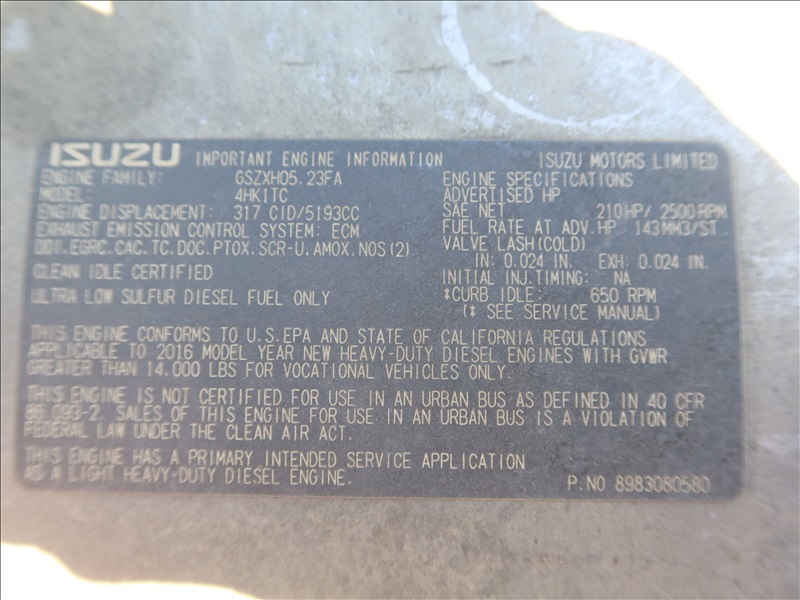 ISUZU IMPORTANT ENGINE INFORMATION ISUZU MOTORS LIMITED
ENGINE FAMILY: GSZXH05.23FA
MODEL: 4HK1TC
ENGINE DISPLACEMENT: 317 CID/5193CC
EXHAUST EMISSION CONTROL SYSTEM: ECM
DDI.EGRC.CAC.TC.DOC.PTOX.SCR-U.AMOX.NOS(2)
CLEAN IDLE CERTIFIED
ULTRA LOW SULFUR DIESEL FUEL ONLY
ENGINE SPECIFICATIONS
ADVERTISED HP
SAE NET 210HP/ 2500RPM
FUEL RATE AT ADV.HP 143MM3/ST
VALVE LASH(COLD)
IN: 0.024 IN. EXH: 0.024 IN.
INITIAL INJ.TIMING: NA
*CURB IDLE: 650 RPM
(* SEE SERVICE MANUAL)
THIS ENGINE CONFORMS TO U.S.EPA AND STATE OF CALIFORNIA REGULATIONS
APPLICABLE TO 2016 MODEL YEAR NEW HEAVY-DUTY DIESEL ENGINES WITH GVWR
GREATER THAN 14.000 LBS FOR VOCATIONAL VEHICLES ONLY.
THIS ENGINE IS NOT CERTIFIED FOR USE IN AN URBAN BUS AS DEFINED IN 40 CFR
86.093-2. SALES OF THIS ENGINE FOR USE IN AN URBAN BUS IS A VIOLATION OF
FEDERAL LAW UNDER THE CLEAN AIR ACT.
THIS ENGINE HAS A PRIMARY INTENDED SERVICE APPLICATION
AS A LIGHT HEAVY-DUTY DIESEL ENGINE.
P.NO 8983080580